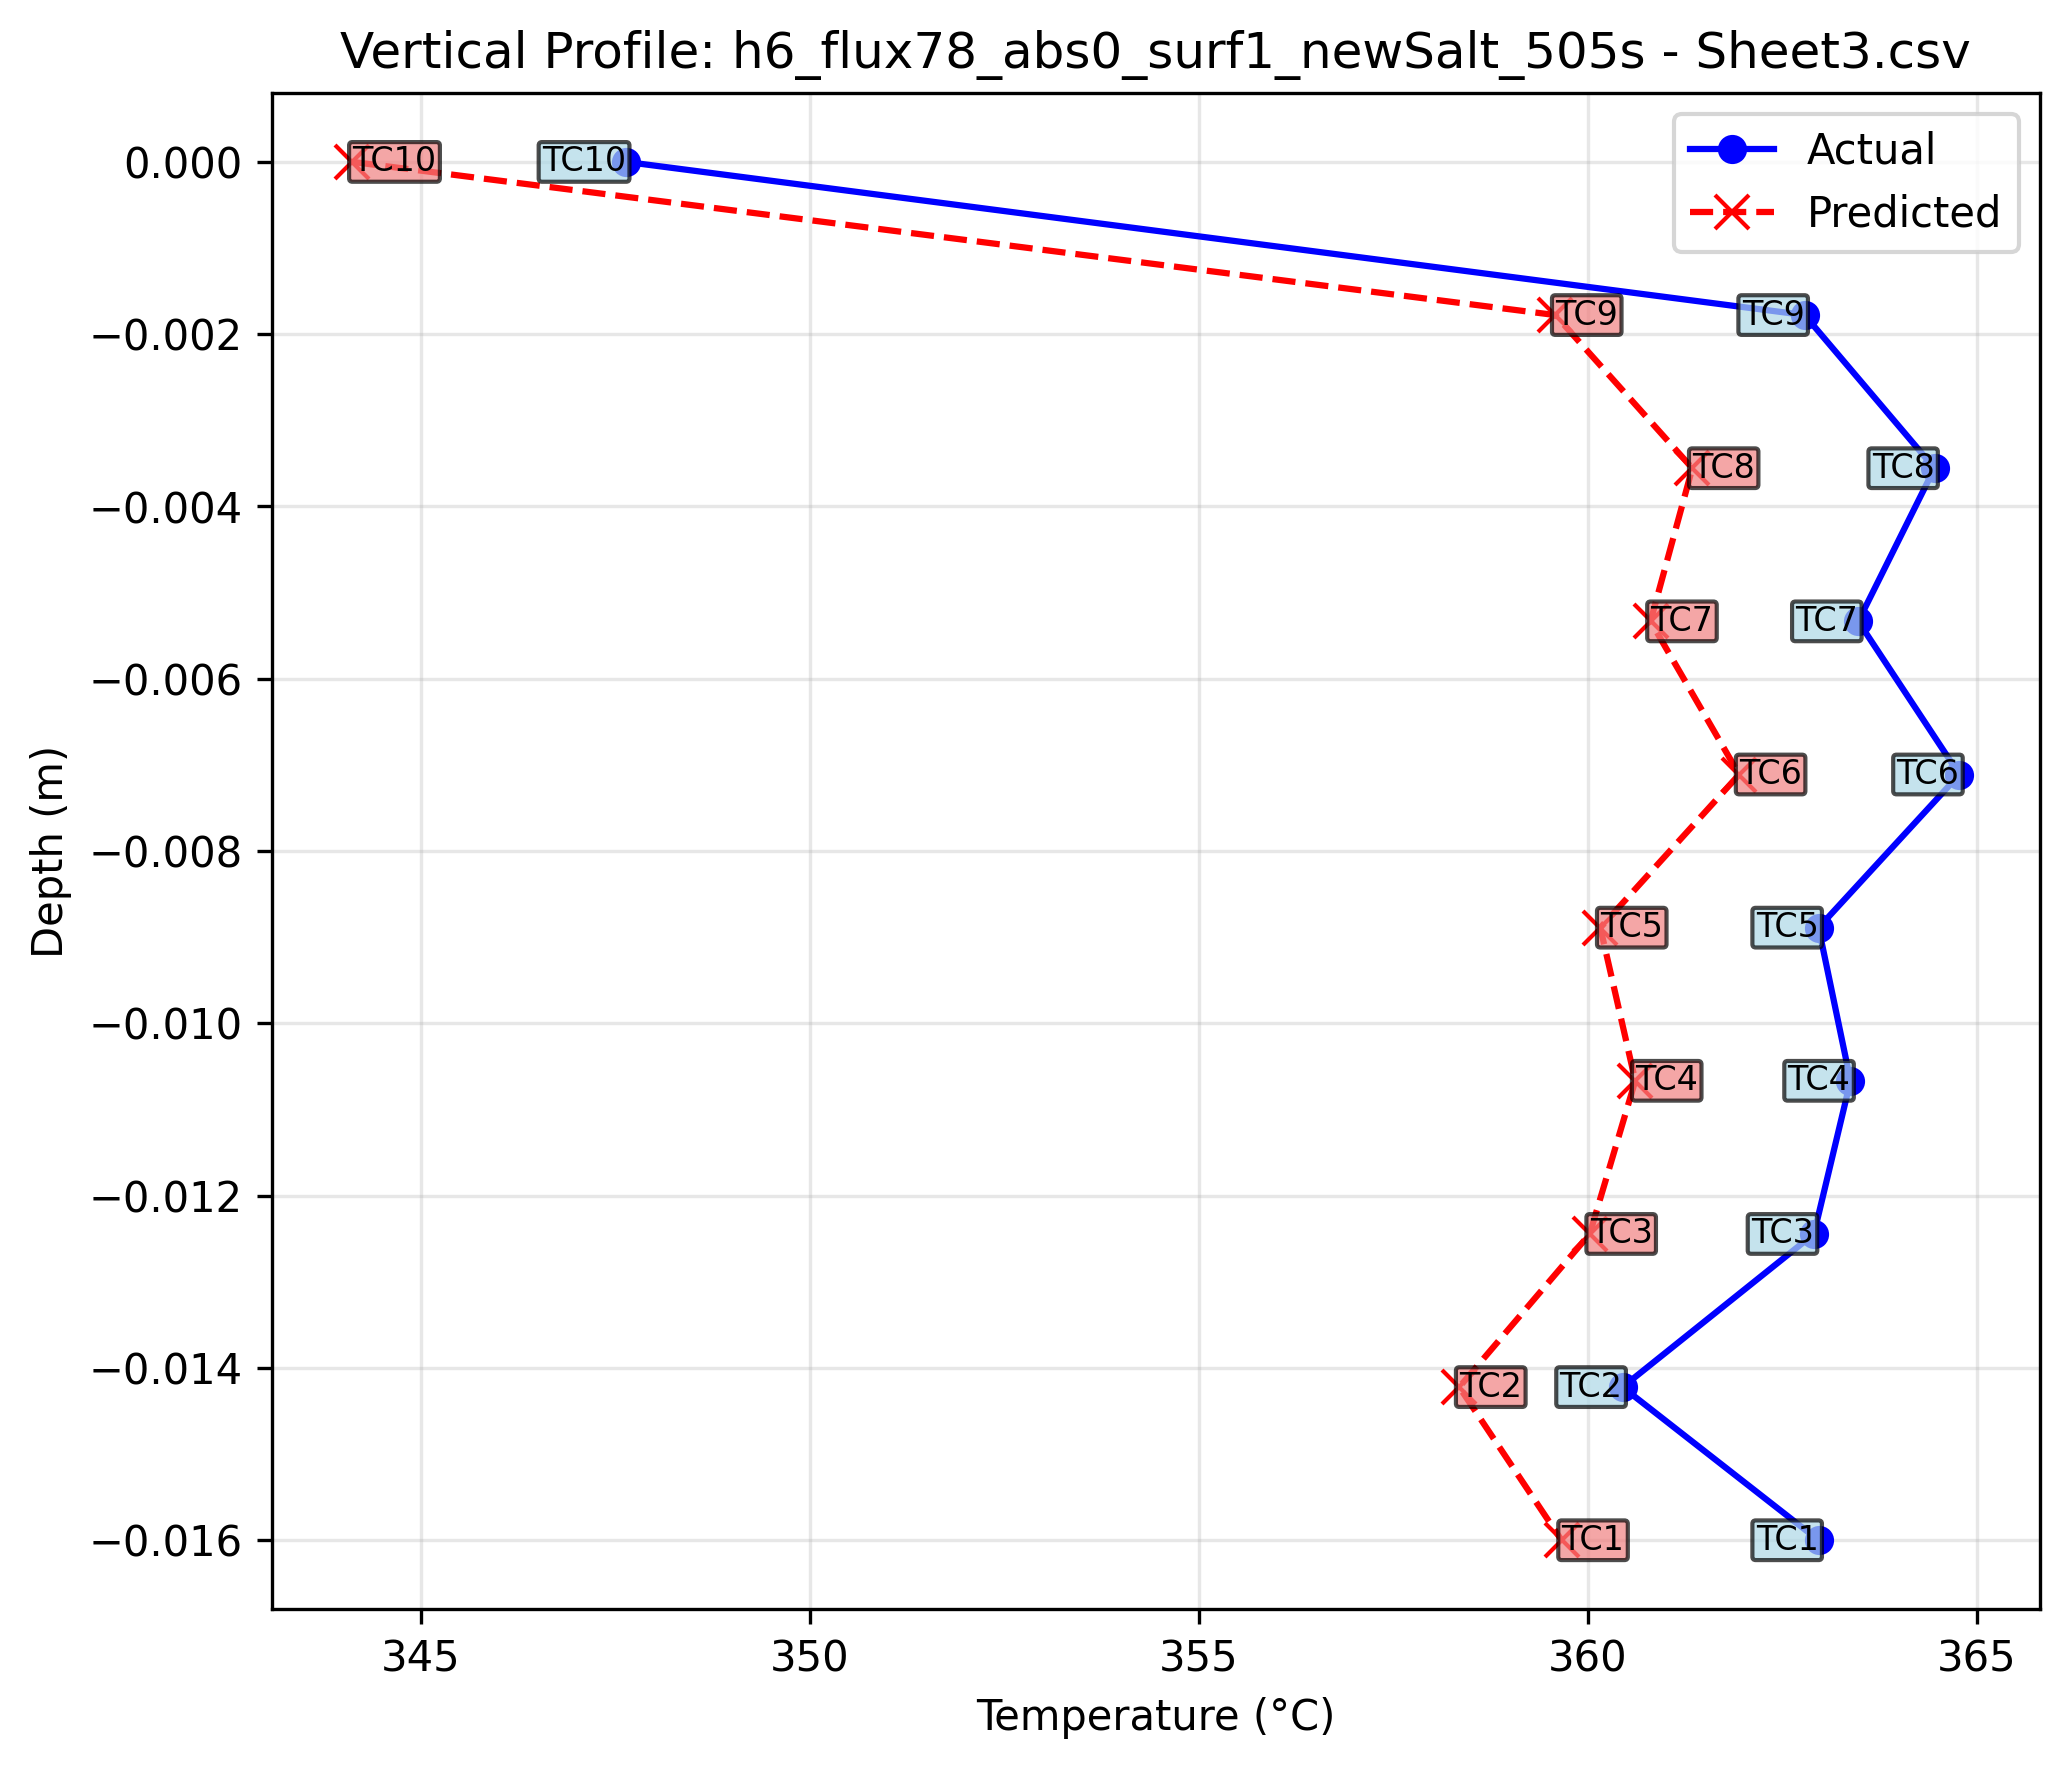 Vertical Profile: h6_flux78_abs0_surf1_newSalt_505s - Sheet3.csv
Actual
Predicted
0.000
−0.002
−0.004
−0.006
−0.008
−0.010
−0.012
−0.014
−0.016
Depth (m)
TC10 TC10
TC9 TC9
TC8 TC8
TC7 TC7
TC6 TC6
TC5 TC5
TC4 TC4
TC3 TC3
TC2 TC2
TC1 TC1
345 350 355 360 365
Temperature (°C)